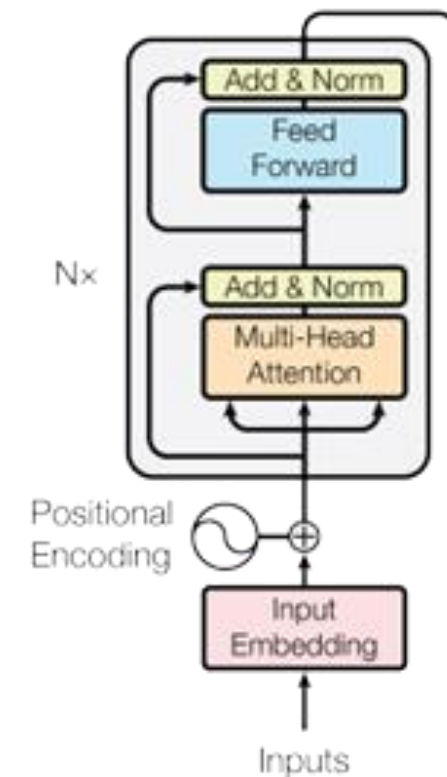 Add & Norm
Feed
Forward
Nx
Add & Norm
Multi-Head
Attention
Positional
Encoding
Input
Embedding
Inputs